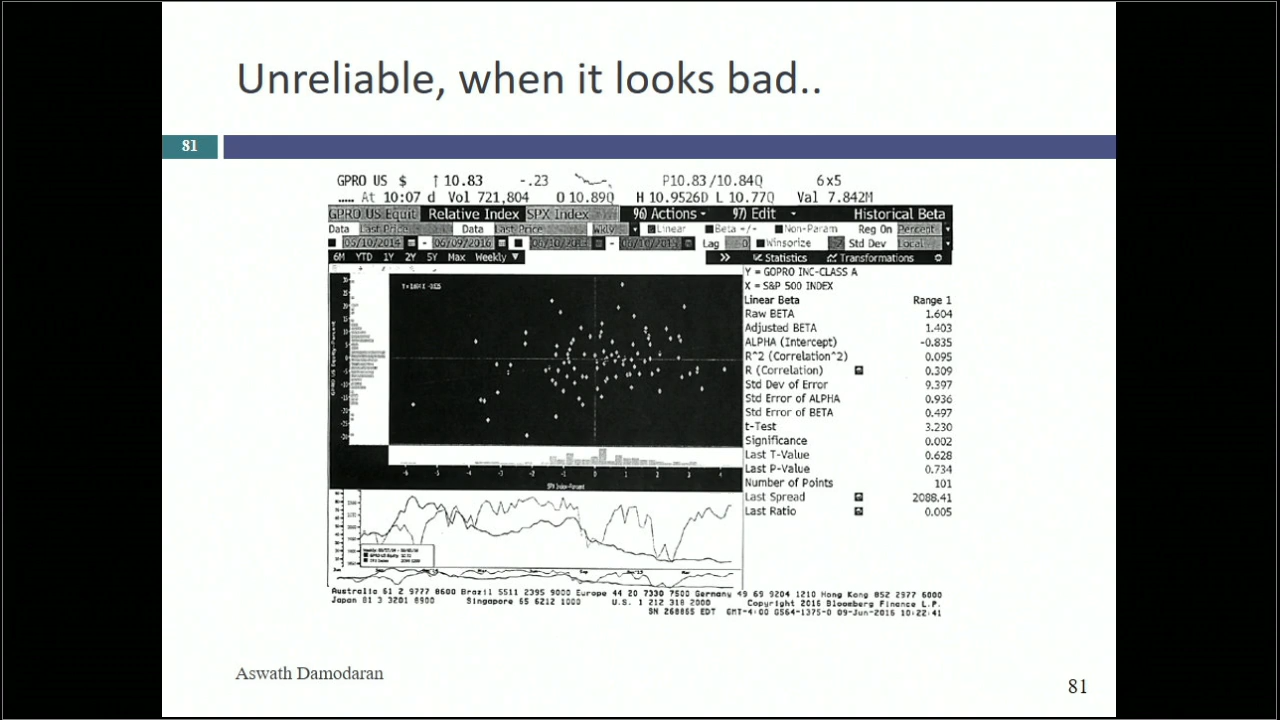 Unreliable, when it looks bad..
81
GPRO US $ ↑ 10.83 -.23 P10.83 /10.84Q 6x5
..... At 10:07 d Vol 721,804 O 10.89Q H 10.9526D L 10.77Q Val 7.842M
GPRO US Equit Relative Index SPX Index 96) Actions 97) Edit Historical Beta
Data Last Price Data Last Price Wkly Linear Beta +/- Non-Param Reg On Percent
05/10/2014 - 06/09/2016 Lag 0 Winsorize Std Dev Local
6M YTD 1Y 2Y 5Y Max Weekly ▼ » Statistics Transformations
Y = GOPRO INC-CLASS A
X = S&P 500 INDEX
Linear Beta Range 1
Raw BETA 1.604
Adjusted BETA 1.403
ALPHA (Intercept) -0.835
R^2 (Correlation^2) 0.095
R (Correlation) 0.309
Std Dev of Error 9.397
Std Error of ALPHA 0.936
Std Error of BETA 0.497
t-Test 3.230
Significance 0.002
Last T-Value 0.628
Last P-Value 0.734
Number of Points 101
Last Spread 2088.41
Last Ratio 0.005
SPX Index-Percent
Australia 61 2 9777 8600 Brazil 5511 2395 9000 Europe 44 20 7330 7500 Germany 49 69 9204 1210 Hong Kong 852 2977 6000
Japan 81 3 3201 8900 Singapore 65 6212 1000 U.S. 1 212 318 2000 Copyright 2016 Bloomberg Finance L.P.
SN 268865 EDT GMT-4:00 G564-1375-0 09-Jun-2016 10:22:41
Aswath Damodaran
81